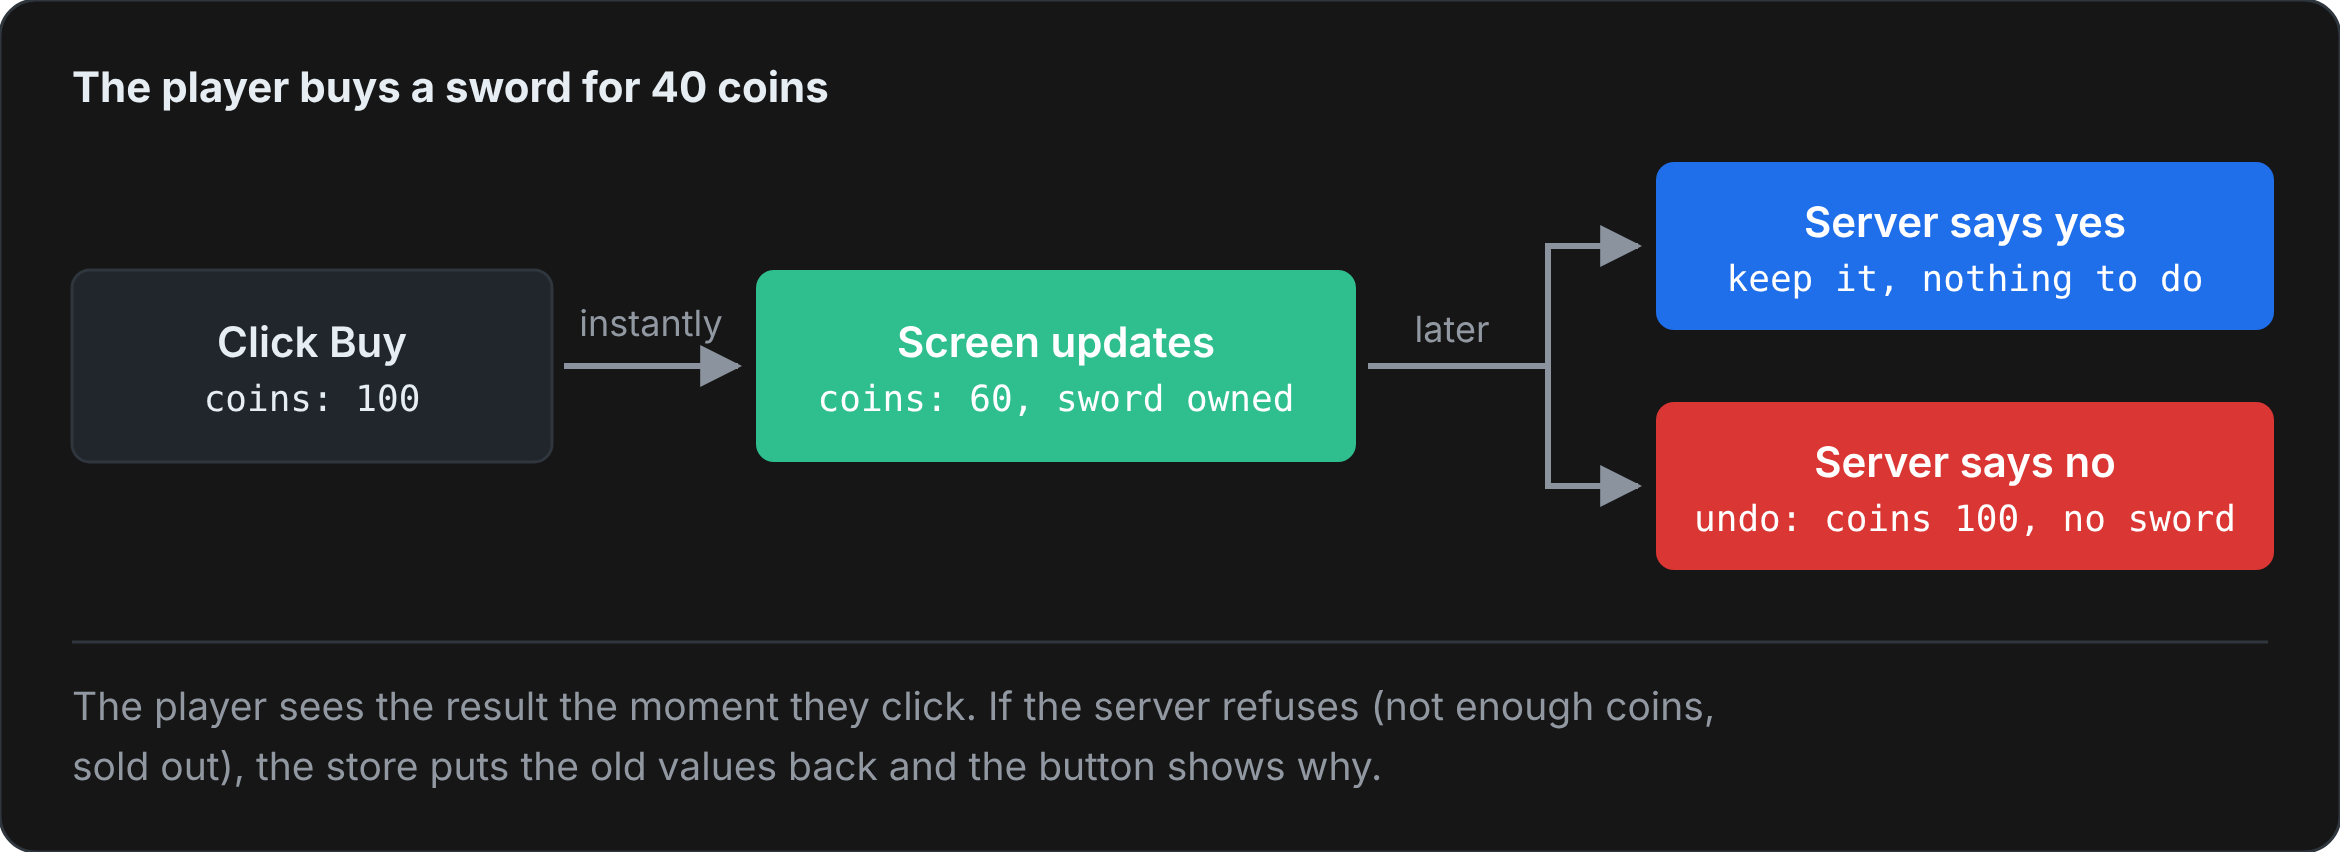 The player buys a sword for 40 coins
Click Buy
coins: 100
instantly
Screen updates
coins: 60, sword owned
later
Server says yes
keep it, nothing to do
Server says no
undo: coins 100, no sword
The player sees the result the moment they click. If the server refuses (not enough coins,
sold out), the store puts the old values back and the button shows why.